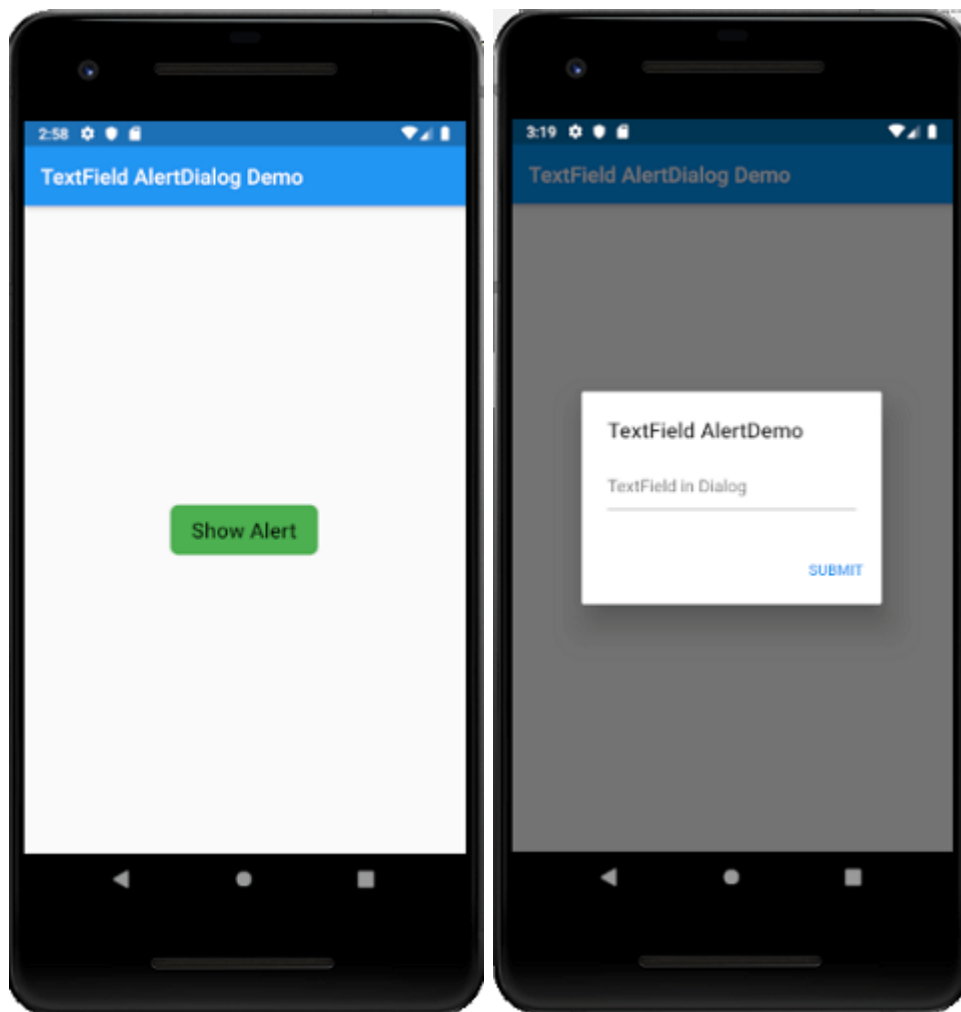 2:58
TextField AlertDialog Demo
Show Alert
3:19
TextField AlertDialog Demo
TextField AlertDemo
TextField in Dialog
SUBMIT